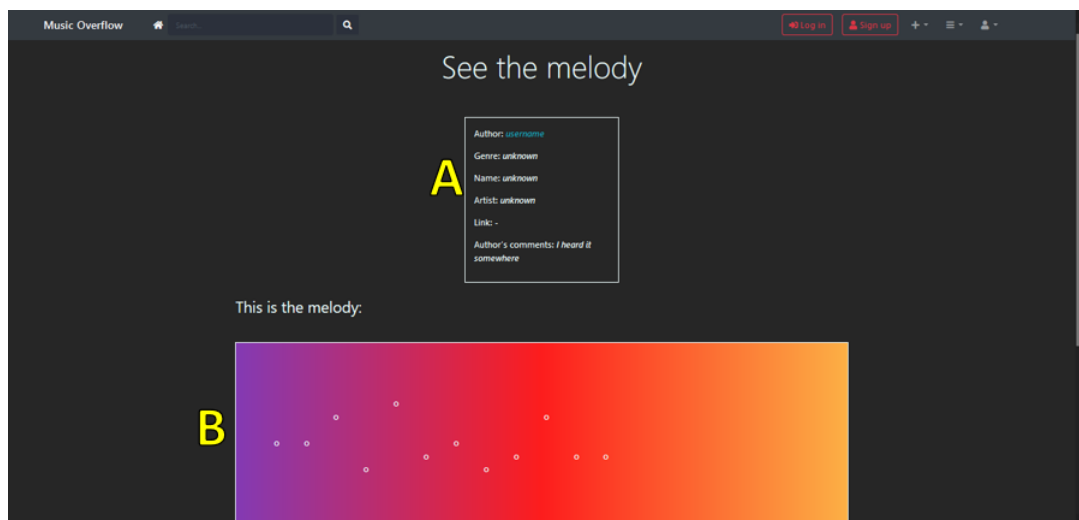 Music Overflow Search... Log in Sign up
See the melody
Author: username
Genre: unknown
A
Name: unknown
Artist: unknown
Link: -
Author's comments: I heard it
somewhere
This is the melody:
B